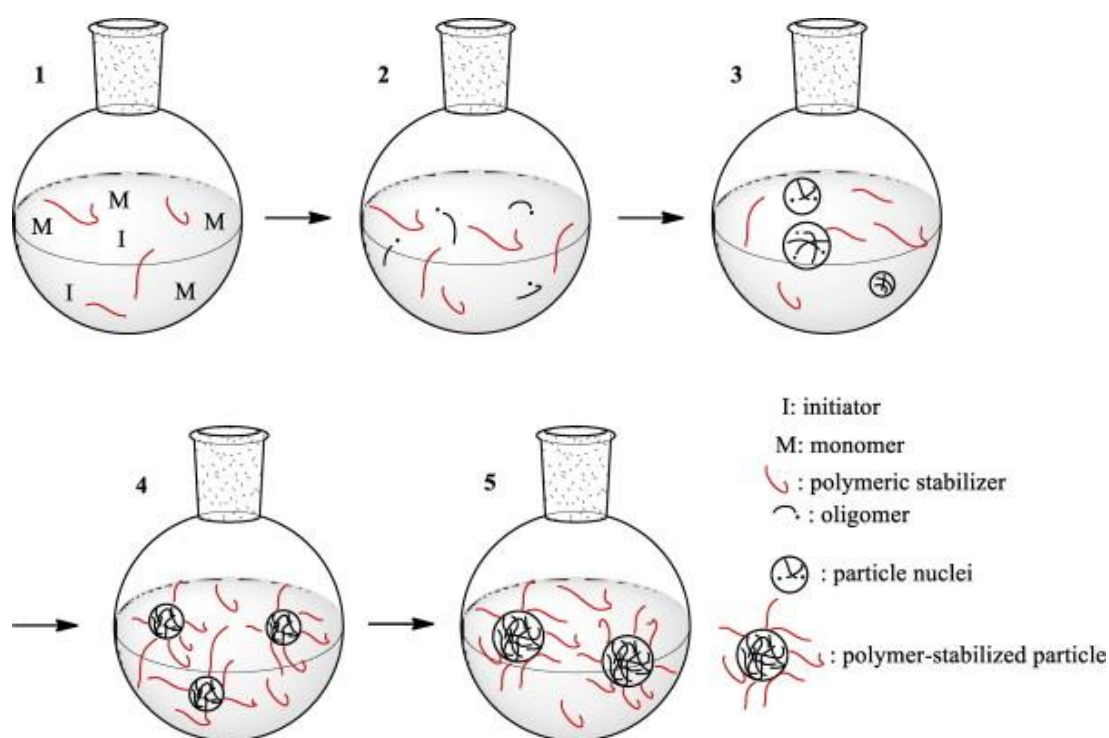 1
2
3
M
M
I
M
I
M
4
5
I: initiator
M: monomer
: polymeric stabilizer
: oligomer
: particle nuclei
: polymer-stabilized particle